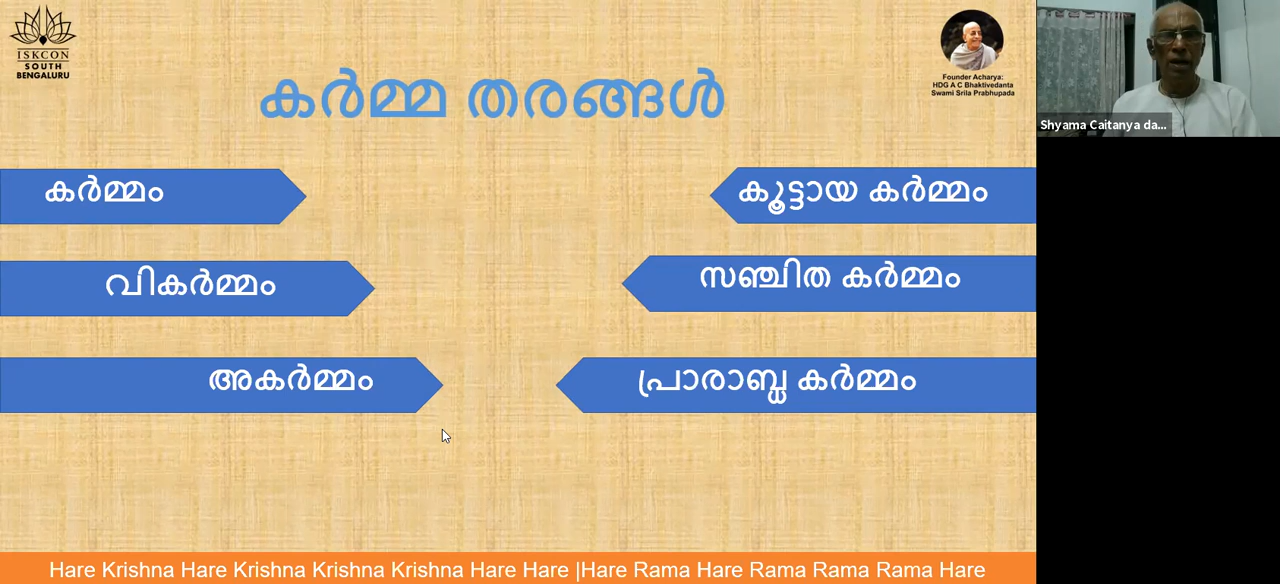 ISKCON
SOUTH
BENGALURU
Founder Acharya:
HDG A C Bhaktivedanta
Swami Srila Prabhupada
Shyama Caitanya da...
കർമ്മ തരങ്ങൾ
കർമ്മം
വികർമ്മം
അകർമ്മം
കൂട്ടായ കർമ്മം
സഞ്ചിത കർമ്മം
പ്രാരാബ്ധ കർമ്മം
Hare Krishna Hare Krishna Krishna Krishna Hare Hare |Hare Rama Hare Rama Rama Rama Hare